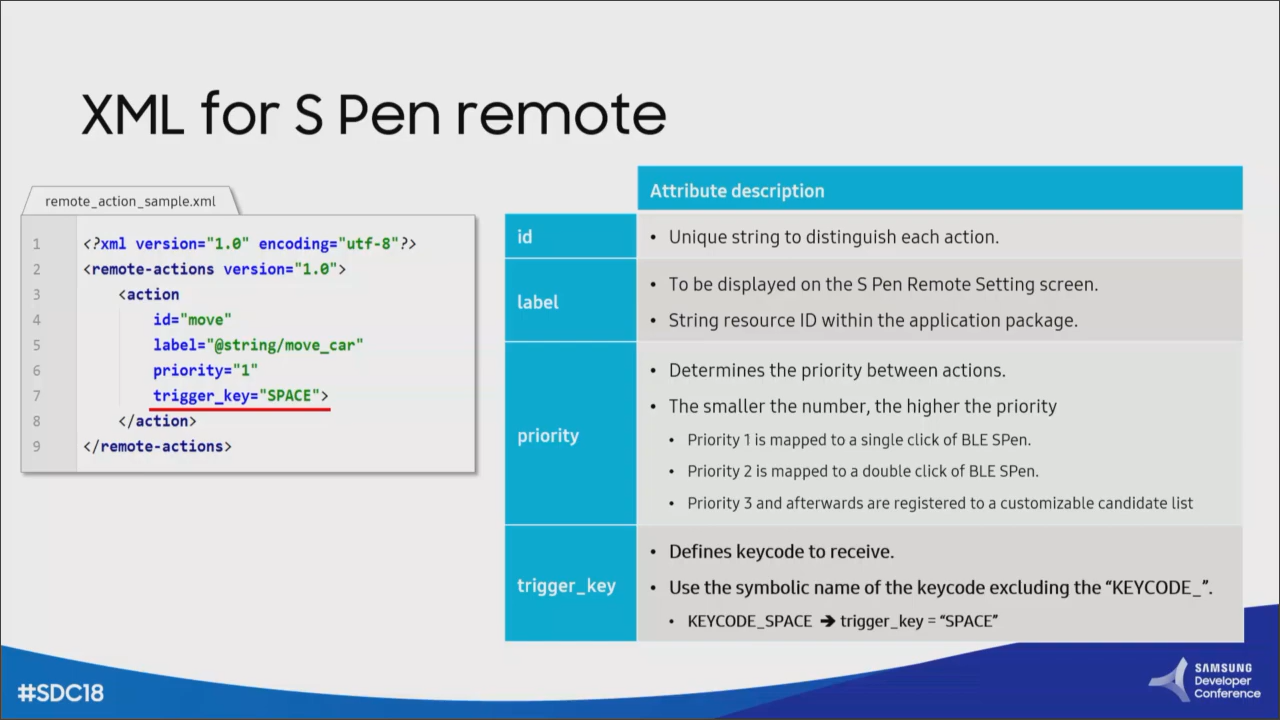 XML for S Pen remote
remote_action_sample.xml
1 <?xml version="1.0" encoding="utf-8"?>
2 <remote-actions version="1.0">
3 <action
4 id="move"
5 label="@string/move_car"
6 priority="1"
7 trigger_key="SPACE">
8 </action>
9 </remote-actions>
Attribute description
id
• Unique string to distinguish each action.
label
• To be displayed on the S Pen Remote Setting screen.
• String resource ID within the application package.
priority
• Determines the priority between actions.
• The smaller the number, the higher the priority
• Priority 1 is mapped to a single click of BLE SPen.
• Priority 2 is mapped to a double click of BLE SPen.
• Priority 3 and afterwards are registered to a customizable candidate list
trigger_key
• Defines keycode to receive.
• Use the symbolic name of the keycode excluding the “KEYCODE_”.
• KEYCODE_SPACE ➔ trigger_key = “SPACE”
#SDC18
SAMSUNG
Developer
Conference